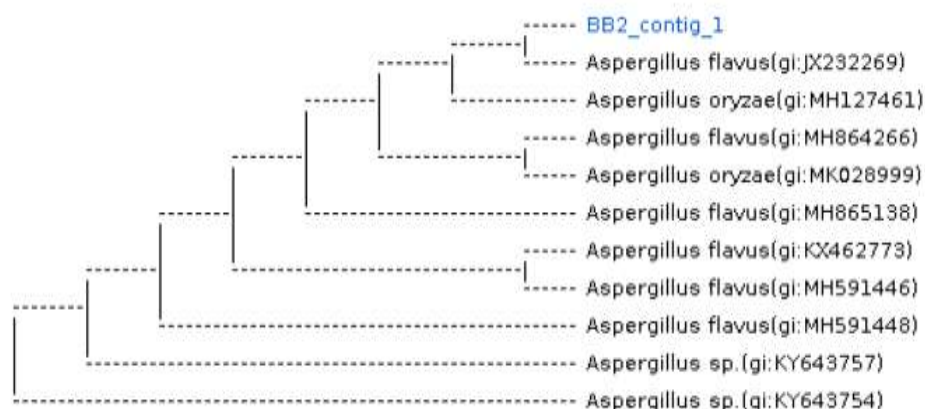 BB2_contig_1
Aspergillus flavus(gi:JX232269)
Aspergillus oryzae(gi:MH127461)
Aspergillus flavus(gi:MH864266)
Aspergillus oryzae(gi:MK028999)
Aspergillus flavus(gi:MH865138)
Aspergillus flavus(gi:KX462773)
Aspergillus flavus(gi:MH591446)
Aspergillus flavus(gi:MH591448)
Aspergillus sp.(gi:KY643757)
Aspergillus sp.(gi:KY643754)